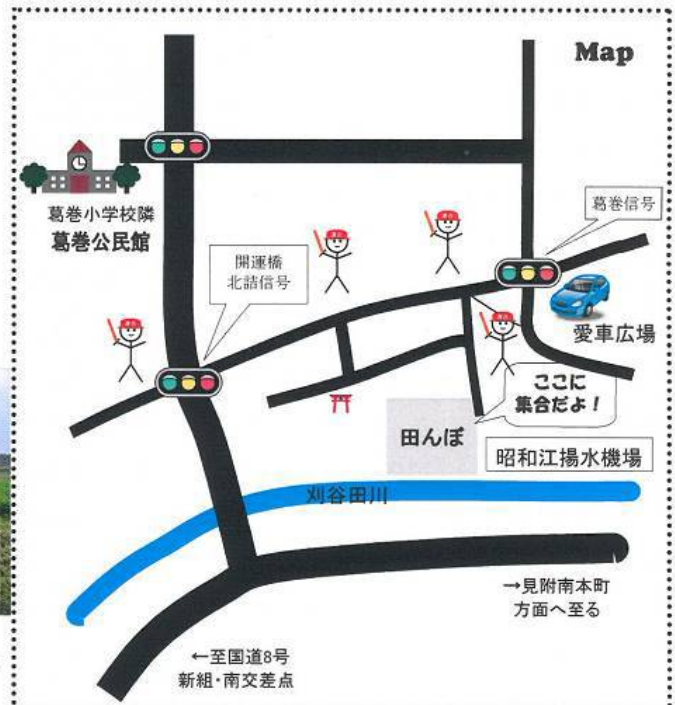 Map
葛巻小学校隣
葛巻公民館
開運橋
北詰信号
葛巻信号
愛車広場
ここに
集合だよ！
田んぼ
昭和江揚水機場
刈谷田川
→見附南本町
方面へ至る
←至国道8号
新組・南交差点